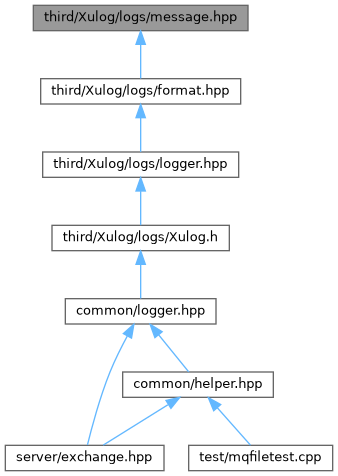 third/Xulog/logs/message.hpp
third/Xulog/logs/format.hpp
third/Xulog/logs/logger.hpp
third/Xulog/logs/Xulog.h
common/logger.hpp
common/helper.hpp
server/exchange.hpp
test/mqfiletest.cpp